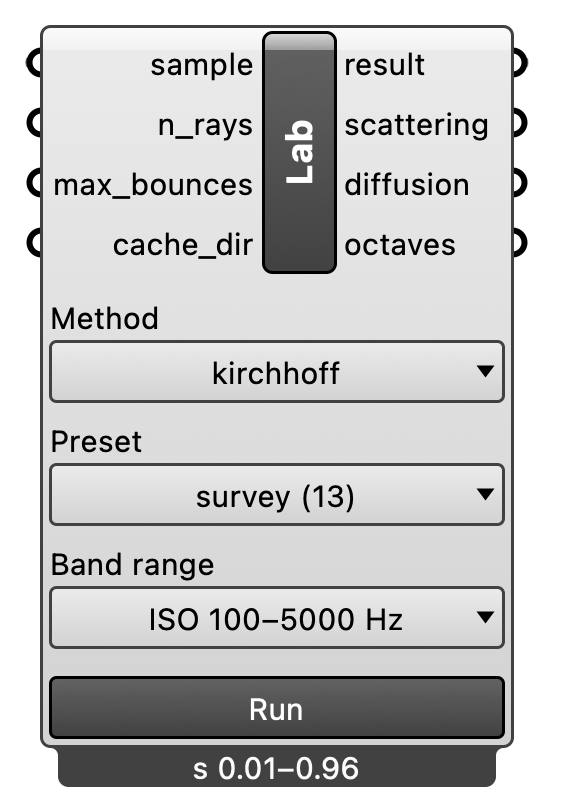 sample
n_rays
max_bounces
cache_dir
Lab
result
scattering
diffusion
octaves
Method
kirchhoff
Preset
survey (13)
Band range
ISO 100–5000 Hz
Run
s 0.01–0.96